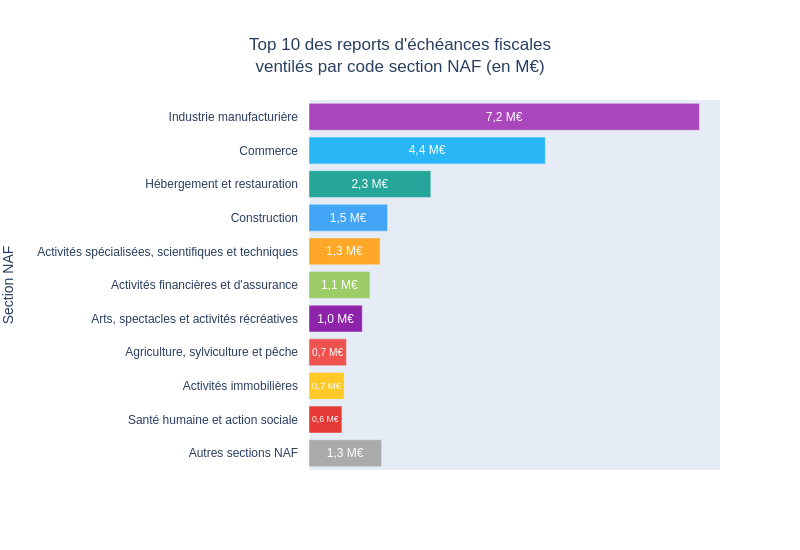 Top 10 des reports d'échéances fiscales
ventilés par code section NAF (en M€)
Section NAF
Industrie manufacturière 7,2 M€
Commerce 4,4 M€
Hébergement et restauration 2,3 M€
Construction 1,5 M€
Activités spécialisées, scientifiques et techniques 1,3 M€
Activités financières et d'assurance 1,1 M€
Arts, spectacles et activités récréatives 1,0 M€
Agriculture, sylviculture et pêche 0,7 M€
Activités immobilières 0,7 M€
Santé humaine et action sociale 0,6 M€
Autres sections NAF 1,3 M€